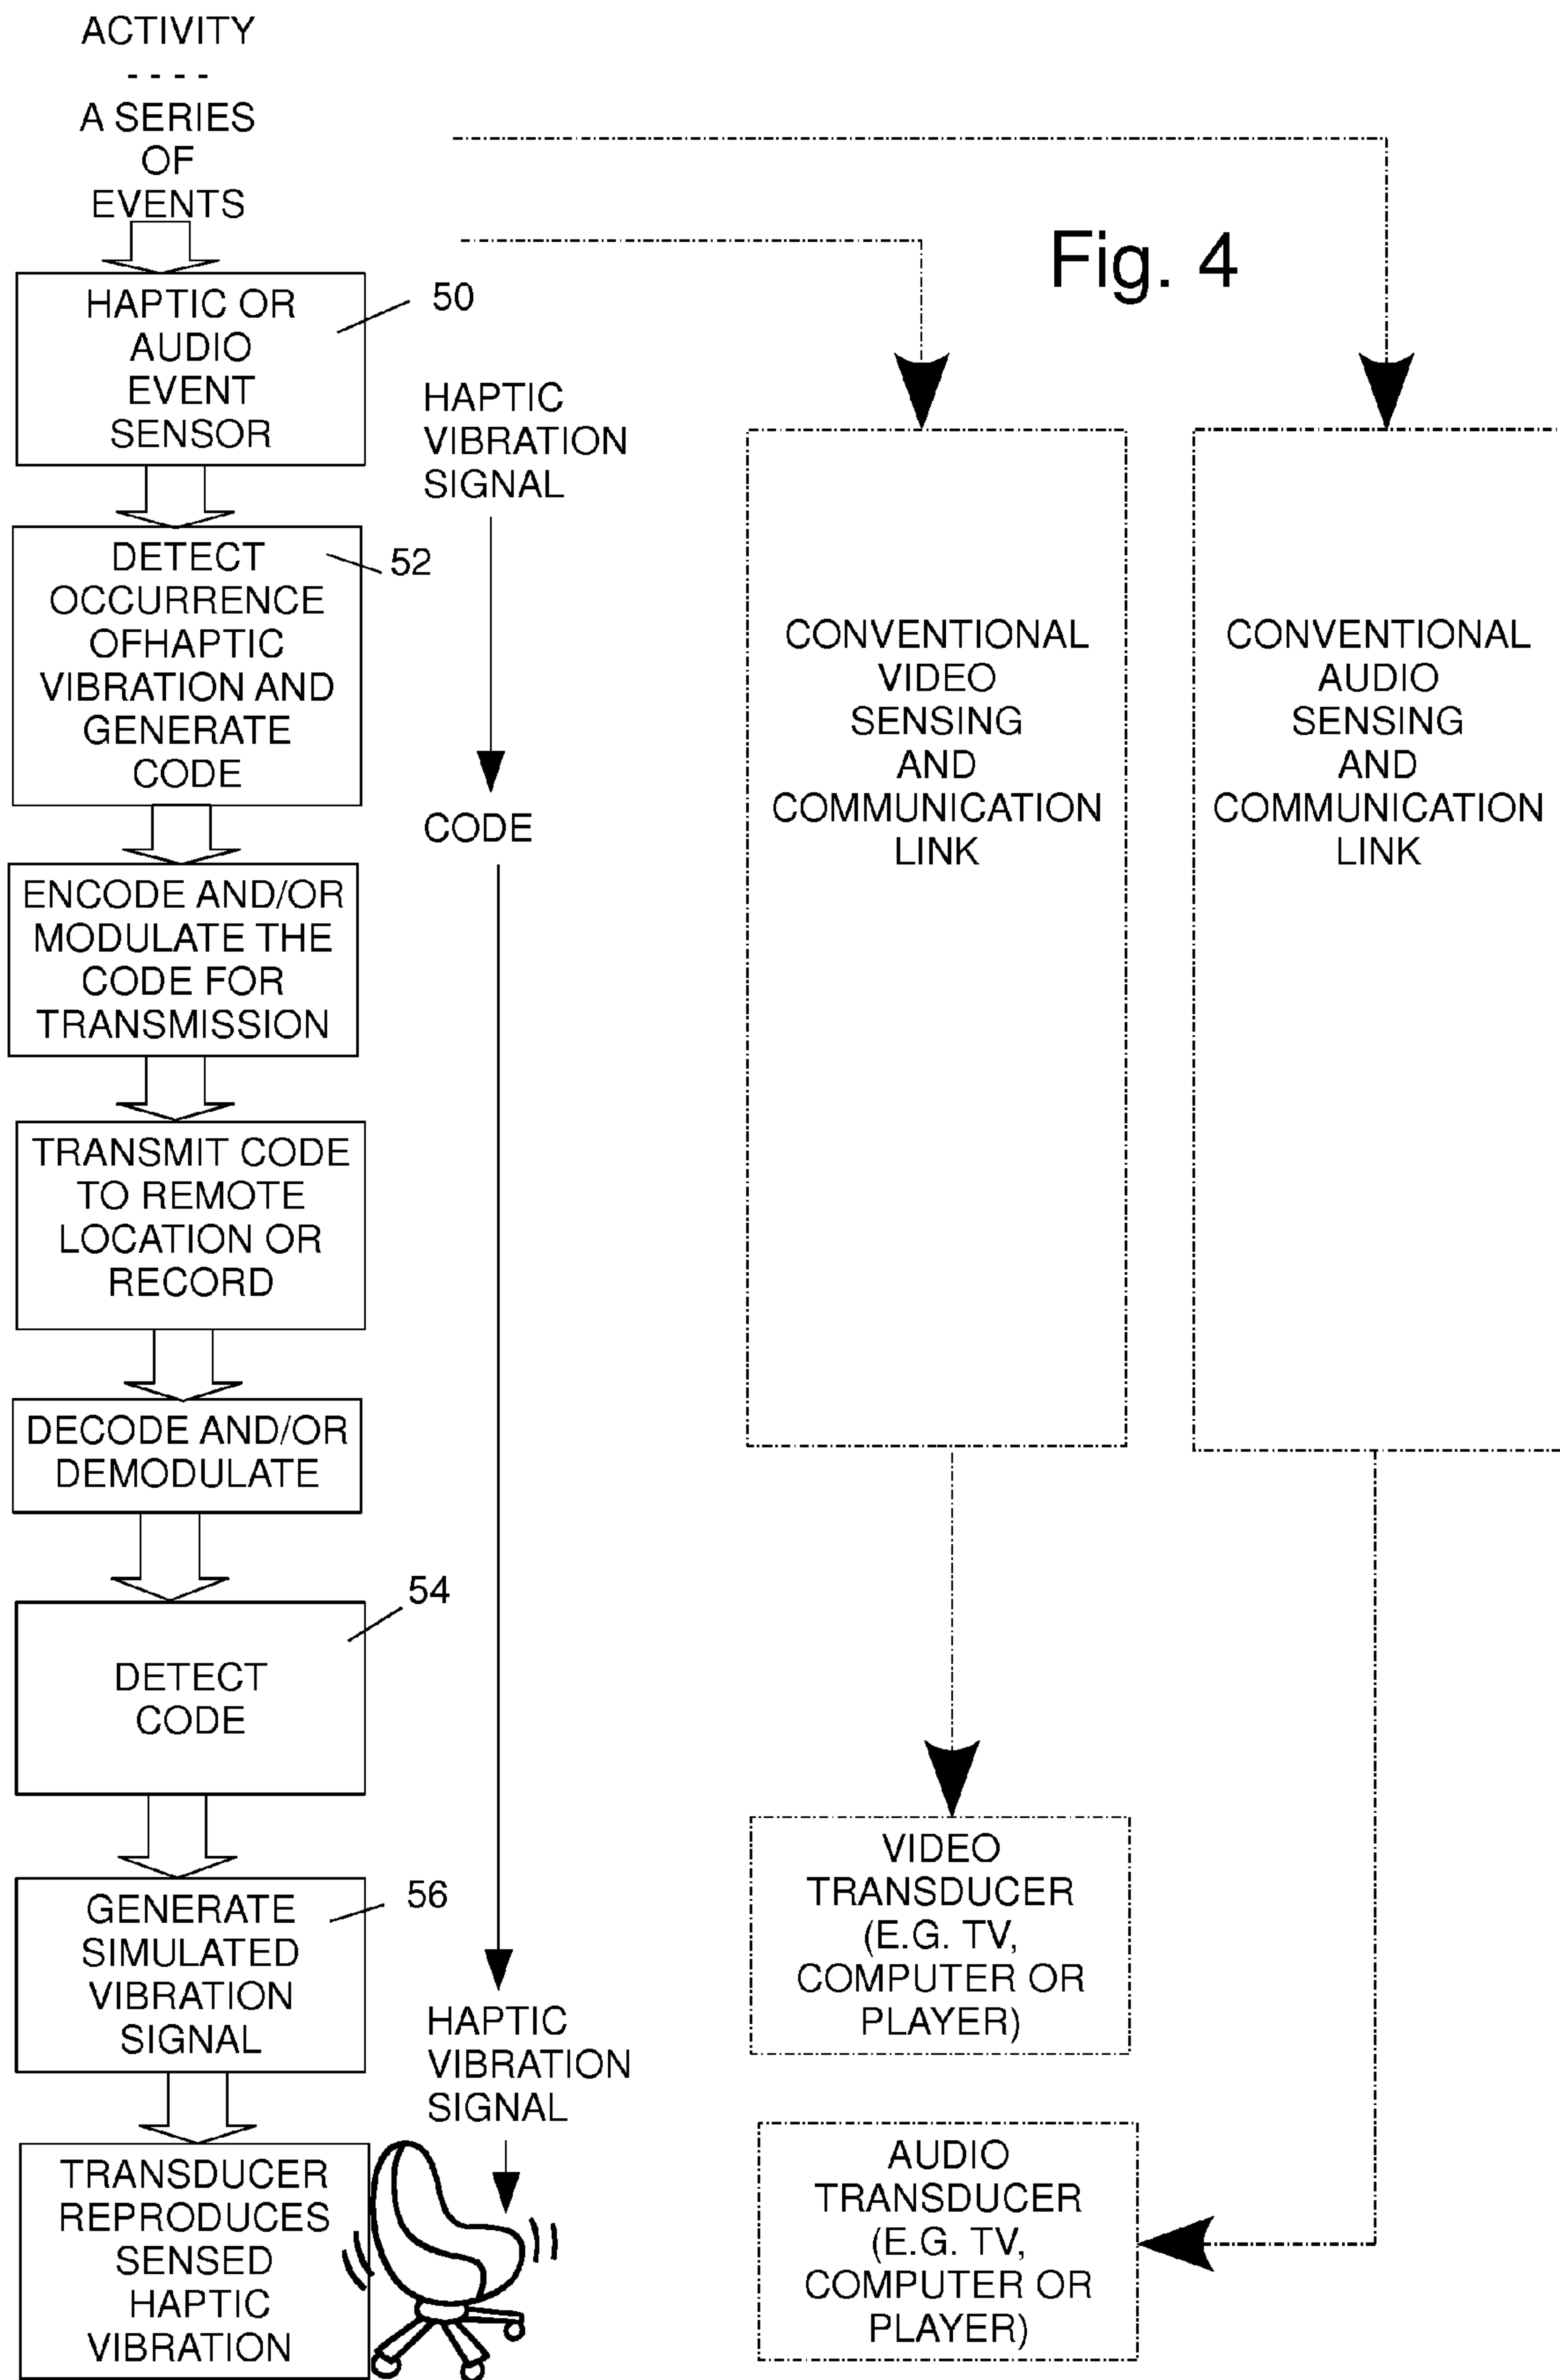 ACTIVITY
- - - -
A SERIES
OF
EVENTS
Fig. 4
HAPTIC OR
AUDIO
EVENT
SENSOR
50
DETECT
OCCURRENCE
OFHAPTIC
VIBRATION AND
GENERATE
CODE
52
ENCODE AND/OR
MODULATE THE
CODE FOR
TRANSMISSION
TRANSMIT CODE
TO REMOTE
LOCATION OR
RECORD
DECODE AND/OR
DEMODULATE
DETECT
CODE
54
GENERATE
SIMULATED
VIBRATION
SIGNAL
56
TRANSDUCER
REPRODUCES
SENSED
HAPTIC
VIBRATION
HAPTIC
VIBRATION
SIGNAL
CODE
HAPTIC
VIBRATION
SIGNAL
CONVENTIONAL
VIDEO
SENSING
AND
COMMUNICATION
LINK
VIDEO
TRANSDUCER
(E.G. TV,
COMPUTER OR
PLAYER)
CONVENTIONAL
AUDIO
SENSING
AND
COMMUNICATION
LINK
AUDIO
TRANSDUCER
(E.G. TV,
COMPUTER OR
PLAYER)